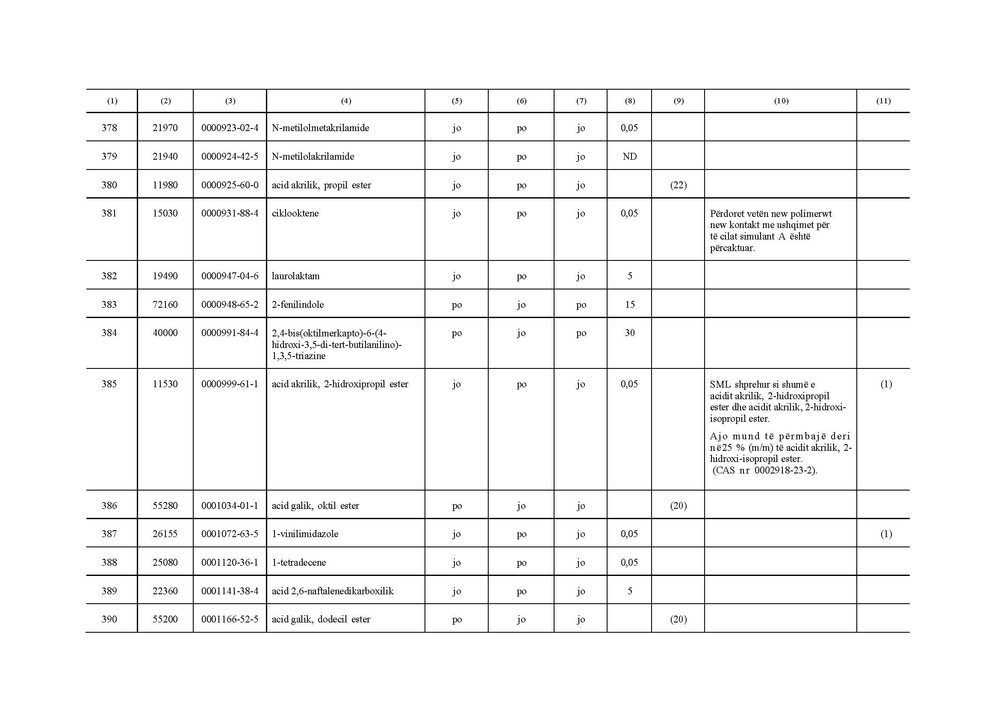 (1) (2) (3) (4) (5) (6) (7) (8) (9) (10) (11)
378 21970 0000923-02-4 N-metilolmetakrilamide jo po jo 0,05
379 21940 0000924-42-5 N-metilolakrilamide jo po jo ND
380 11980 0000925-60-0 acid akrilik, propil ester jo po jo (22)
381 15030 0000931-88-4 ciklooktene jo po jo 0,05 Përdoret vetën new polimerwt
new kontakt me ushqimet për
të cilat simulant A është
përcaktuar.
382 19490 0000947-04-6 laurolaktam jo po jo 5
383 72160 0000948-65-2 2-fenilindole po jo po 15
384 40000 0000991-84-4 2,4-bis(oktilmerkapto)-6-(4- po jo po 30
hidroxi-3,5-di-tert-butilanilino)-
1,3,5-triazine
385 11530 0000999-61-1 acid akrilik, 2-hidroxipropil ester jo po jo 0,05 SML shprehur si shumë e (1)
acidit akrilik, 2-hidroxipropil
ester dhe acidit akrilik, 2-hidroxi-
isopropil ester.
Ajo mund të përmbajë deri
në25 % (m/m) të acidit akrilik, 2-
hidroxi-isopropil ester.
(CAS nr 0002918-23-2).
386 55280 0001034-01-1 acid galik, oktil ester po jo jo (20)
387 26155 0001072-63-5 1-vinilimidazole jo po jo 0,05 (1)
388 25080 0001120-36-1 1-tetradecene jo po jo 0,05
389 22360 0001141-38-4 acid 2,6-naftalenedikarboxilik jo po jo 5
390 55200 0001166-52-5 acid galik, dodecil ester po jo jo (20)